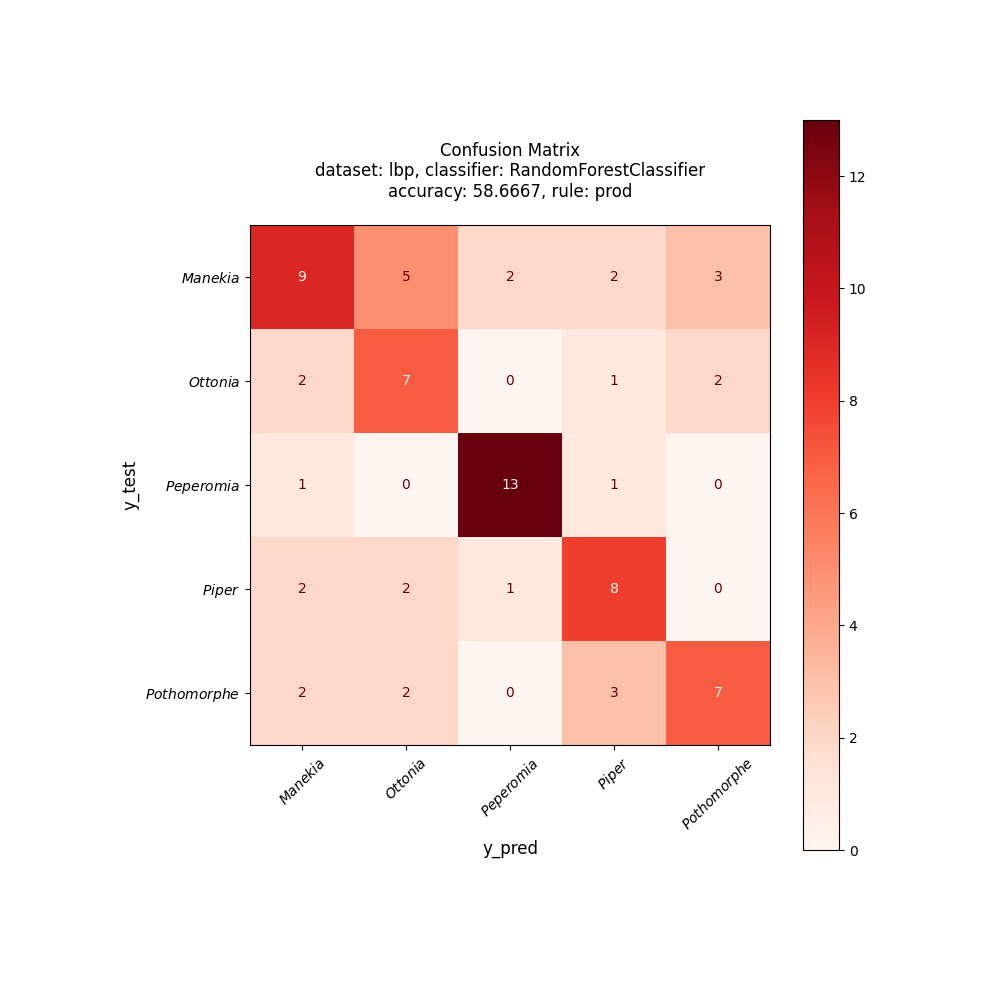 Confusion Matrix
dataset: lbp, classifier: RandomForestClassifier
accuracy: 58.6667, rule: prod
y_test
Manekia 9 5 2 2 3
Ottonia 2 7 0 1 2
Peperomia 1 0 13 1 0
Piper 2 2 1 8 0
Pothomorphe 2 2 0 3 7
Manekia Ottonia Peperomia Piper Pothomorphe
y_pred
12
10
8
6
4
2
0